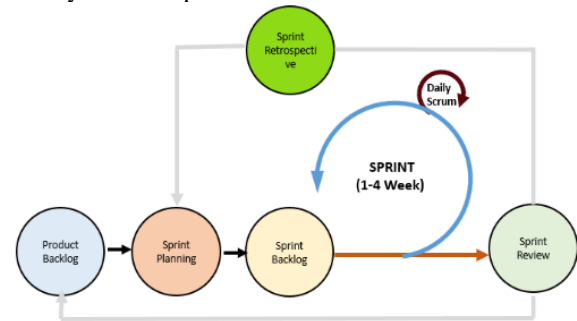 Sprint
Retrospecti
ve
Daily
Scrum
SPRINT
(1-4 Week)
Product
Backlog
Sprint
Planning
Sprint
Backlog
Sprint
Review